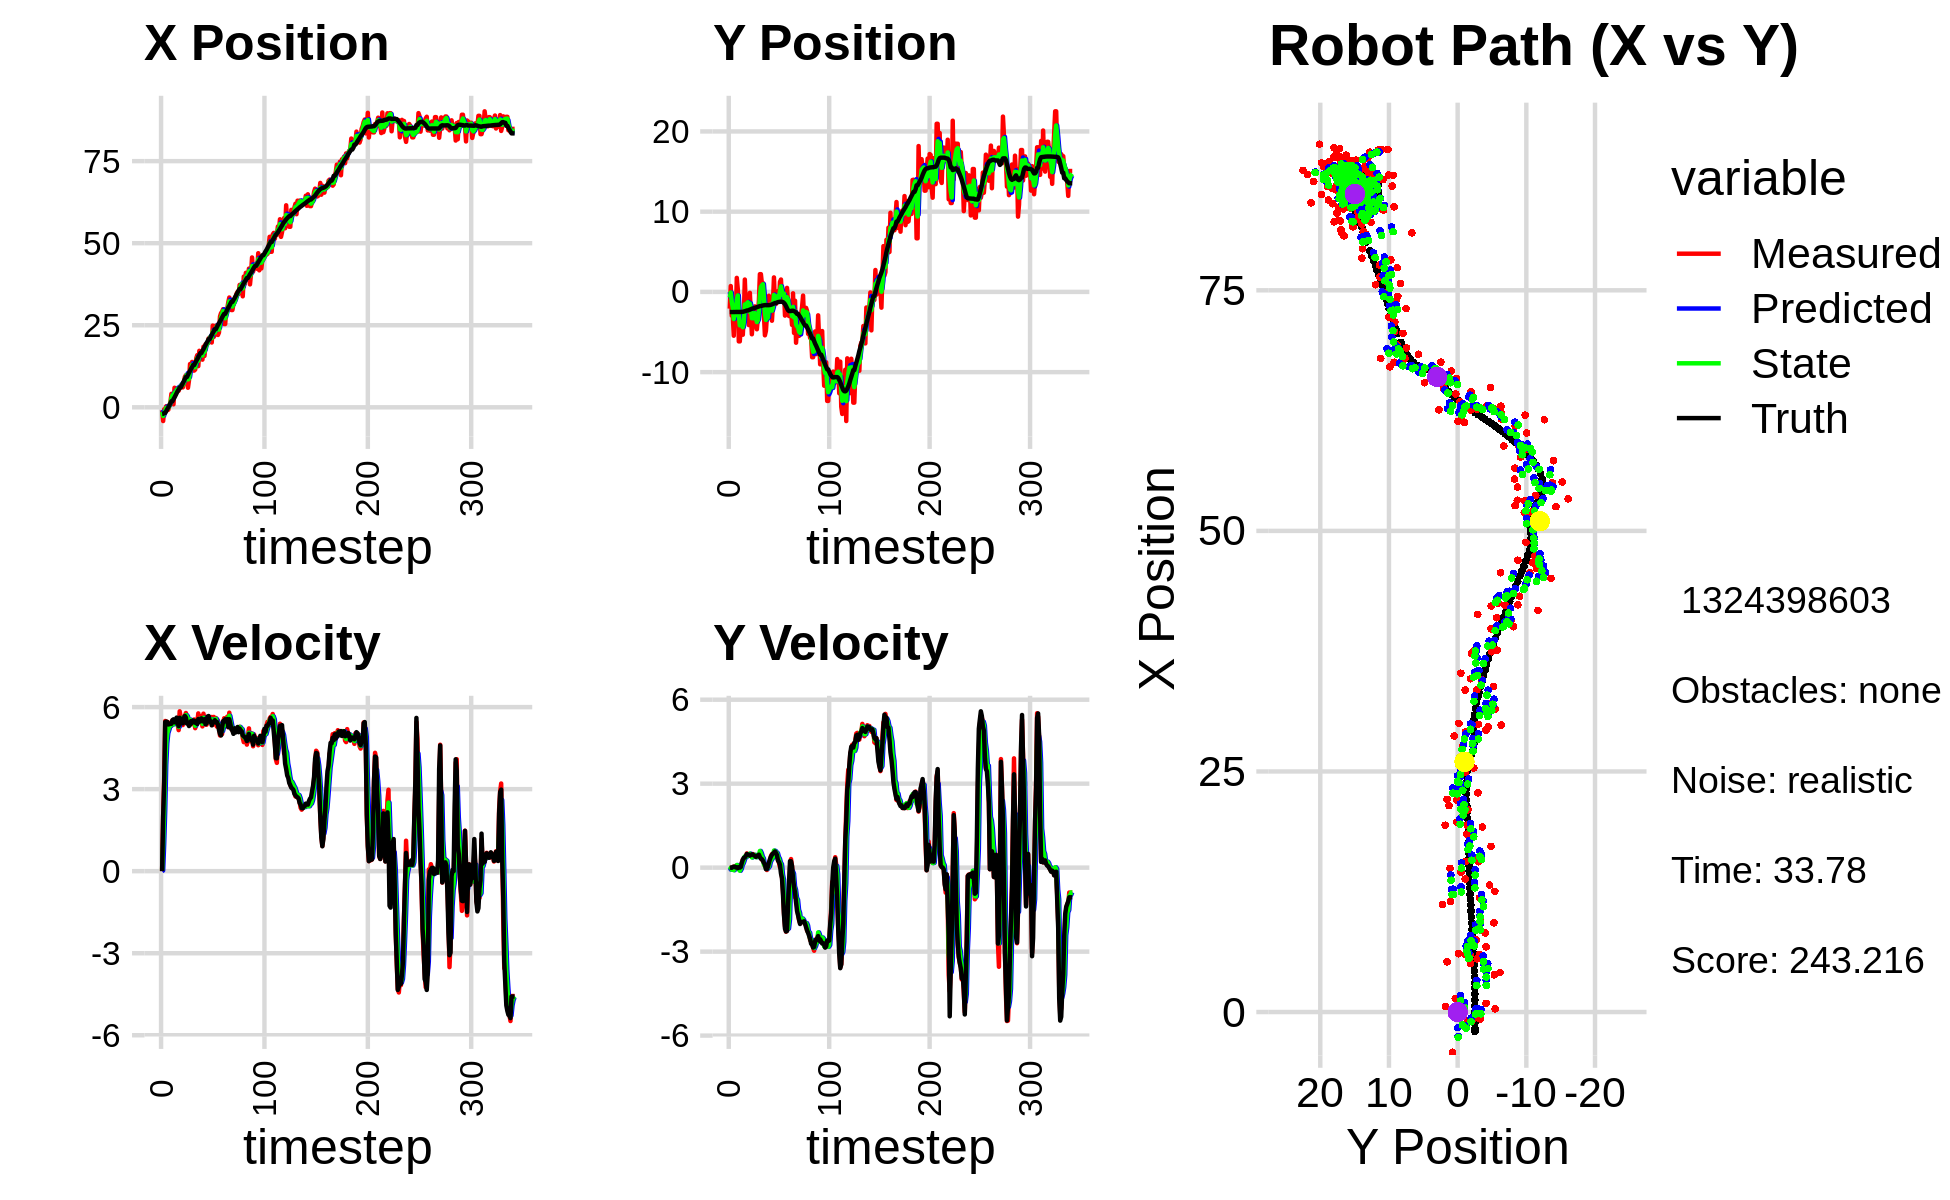 X Position
75
50
25
0
0
100
200
300
timestep
Y Position
20
10
0
-10
0
100
200
300
timestep
X Velocity
6
3
0
-3
-6
0
100
200
300
timestep
Y Velocity
6
3
0
-3
-6
0
100
200
300
timestep
Robot Path (X vs Y)
X Position
75
50
25
0
20 10 0 -10 -20
Y Position
variable
Measured
Predicted
State
Truth
1324398603
Obstacles: none
Noise: realistic
Time: 33.78
Score: 243.216